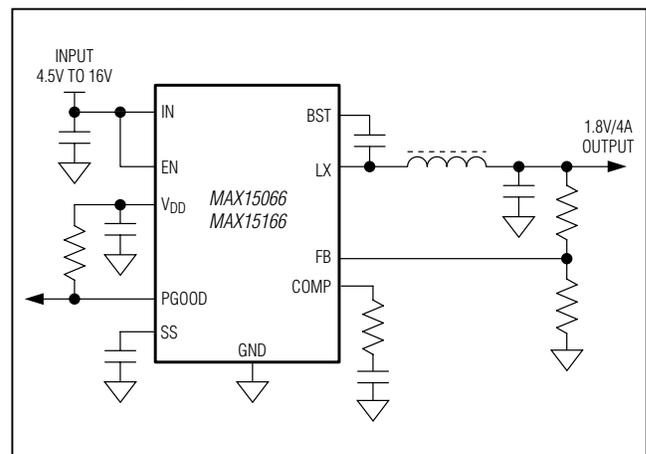 INPUT
4.5V TO 16V
IN
BST
1.8V/4A
OUTPUT
EN
LX
MAX15066
MAX15166
VDD
FB
COMP
PGOOD
SS
GND